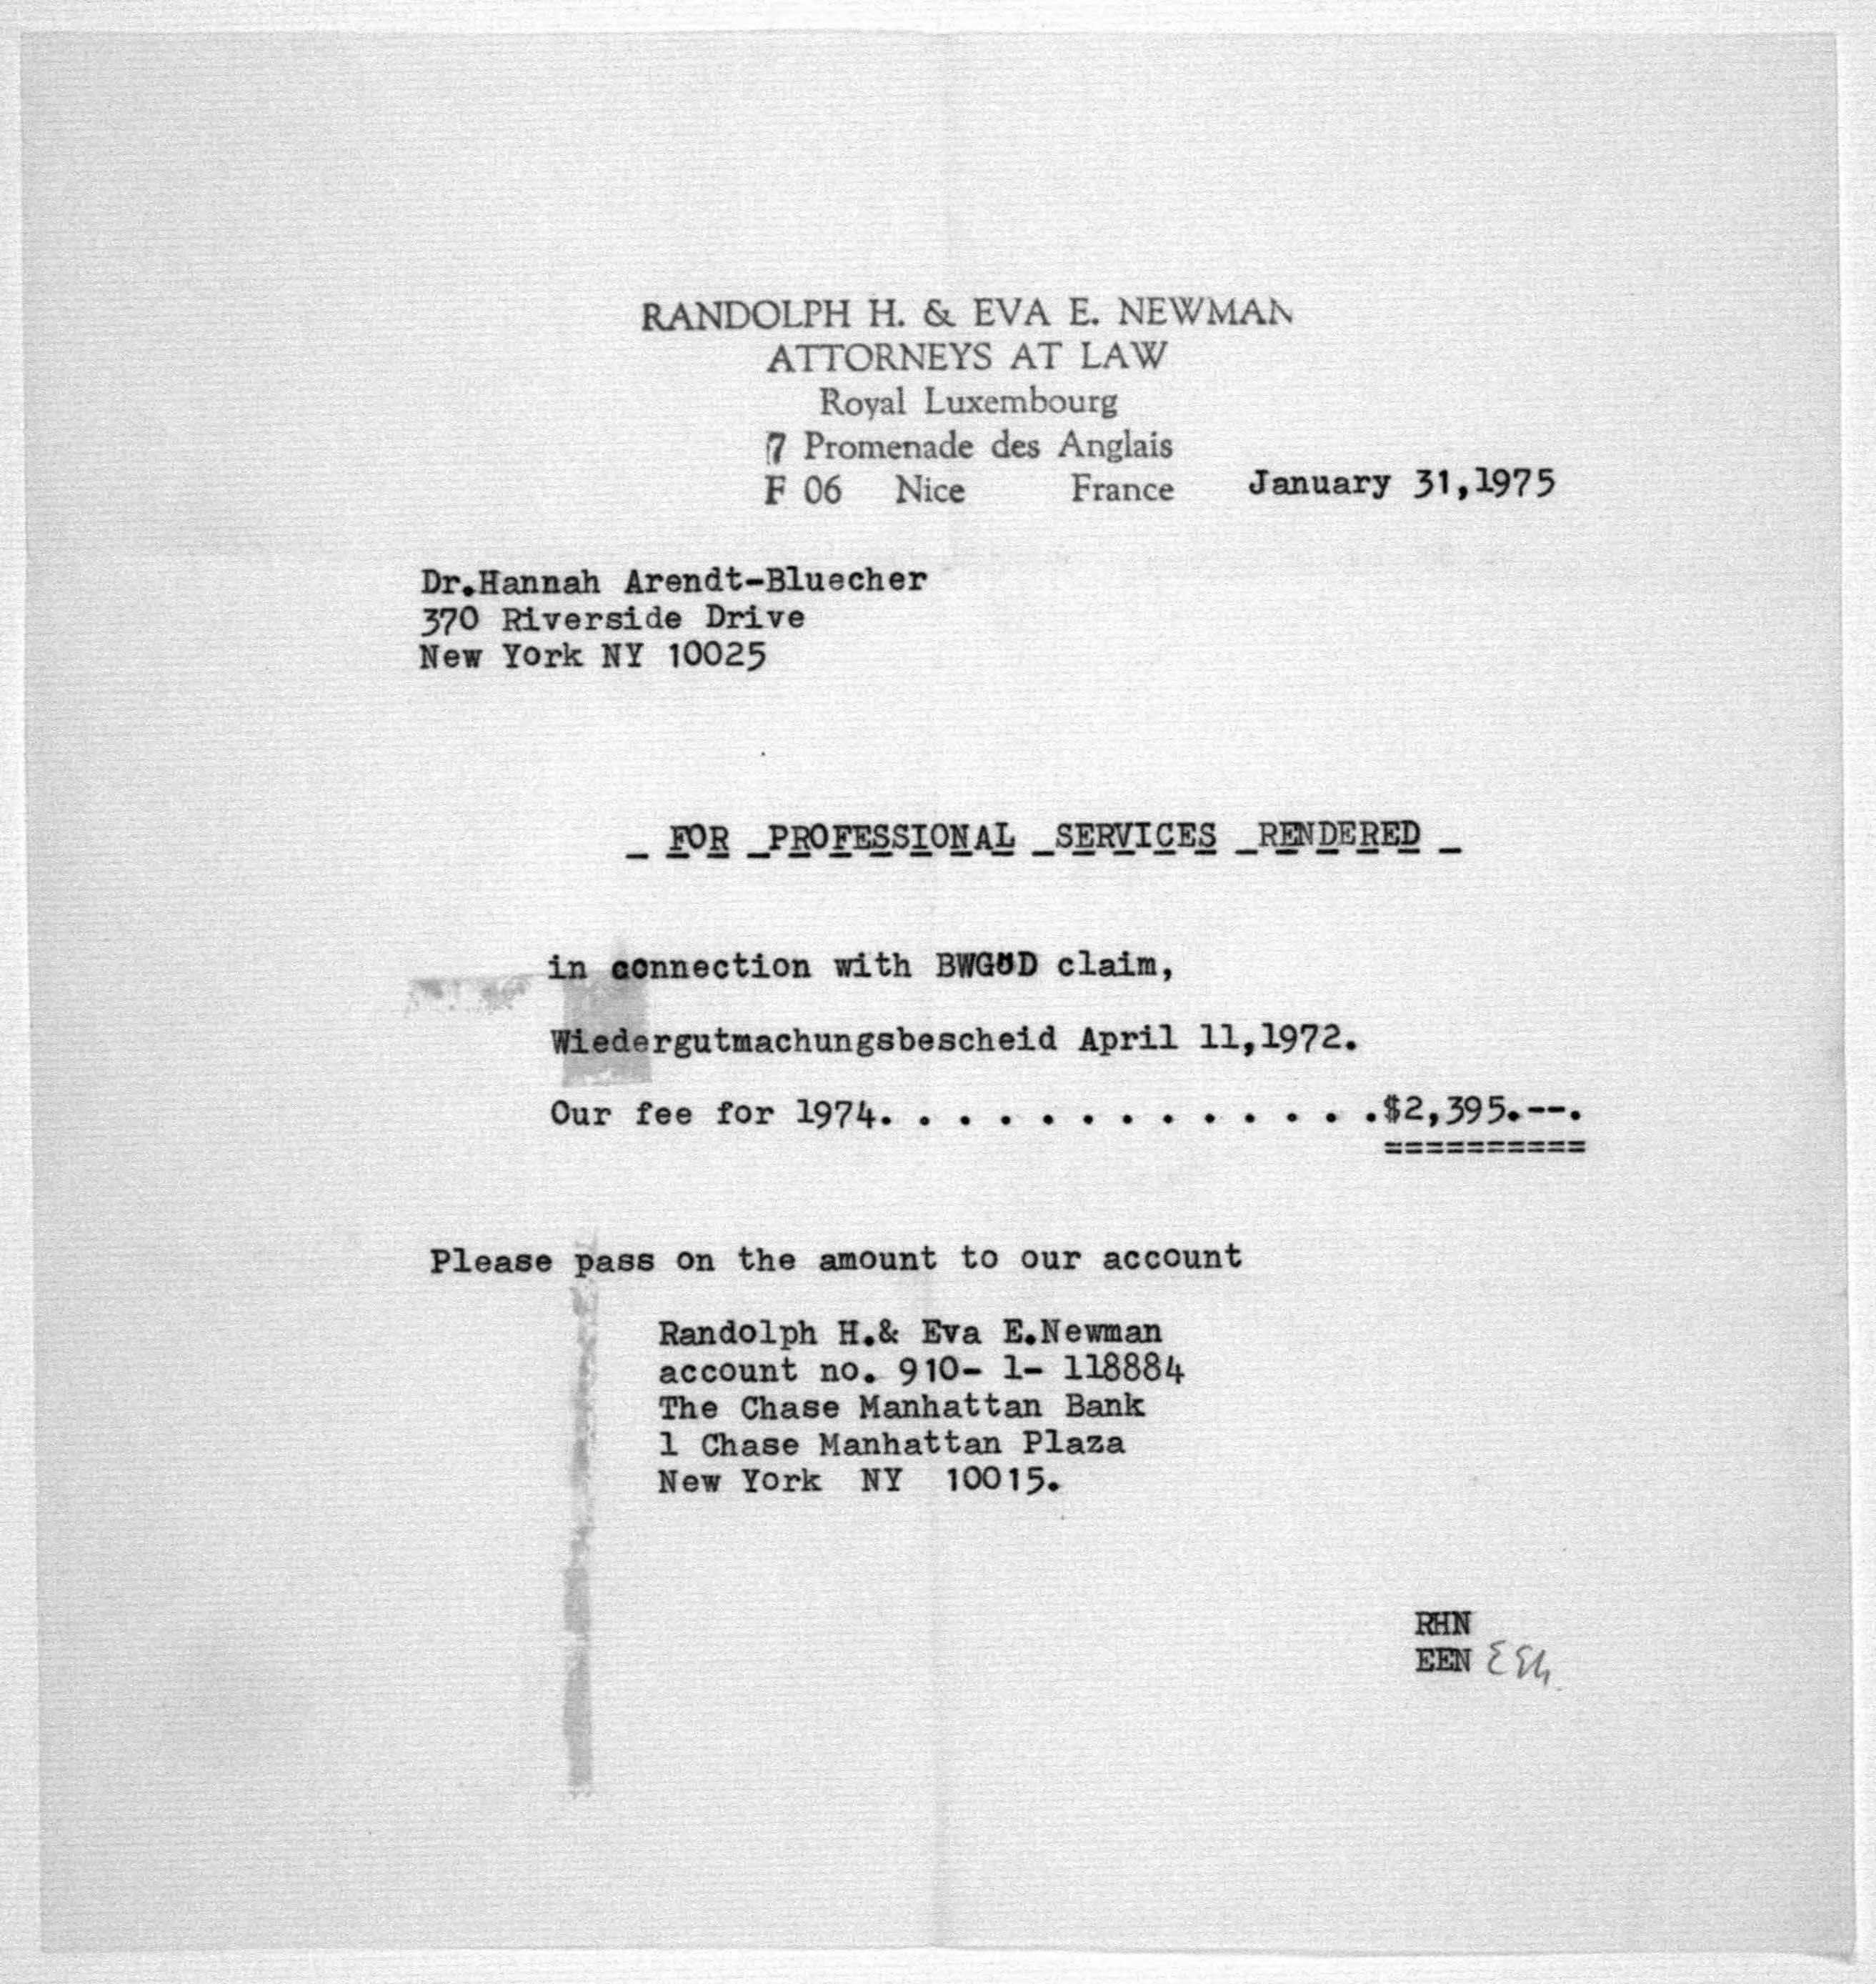 RANDOLPH H. & EVA E. NEWMAN
ATTORNEYS AT LAW
Royal Luxembourg
7 Promenade des Anglais
F 06 Nice France January 31,1975
Dr.Hannah Arendt-Bluecher
370 Riverside Drive
New York NY 10025
_ FOR _PROFESSIONAL _SERVICES _RENDERED _
in connection with BWGÖD claim,
Wiedergutmachungsbescheid April 11,1972.
Our fee for 1974. . . . . . . . . . . . .$2,395.--.
==========
Please pass on the amount to our account
Randolph H.& Eva E.Newman
account no. 910- 1- 118884
The Chase Manhattan Bank
1 Chase Manhattan Plaza
New York NY 10015.
RHN
EEN